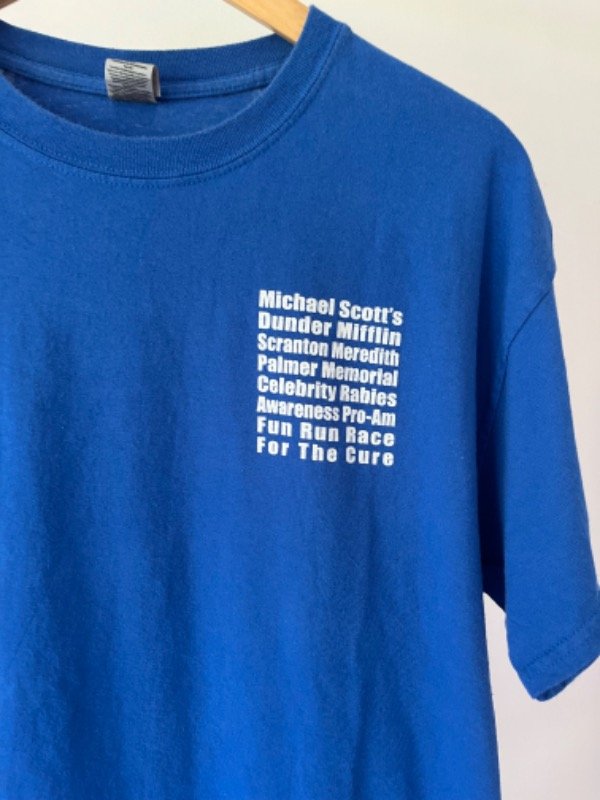 Michael Scott's
Dunder Mifflin
Scranton Meredith
Palmer Memorial
Celebrity Rabies
Awareness Pro-Am
Fun Run Race
For The Cure